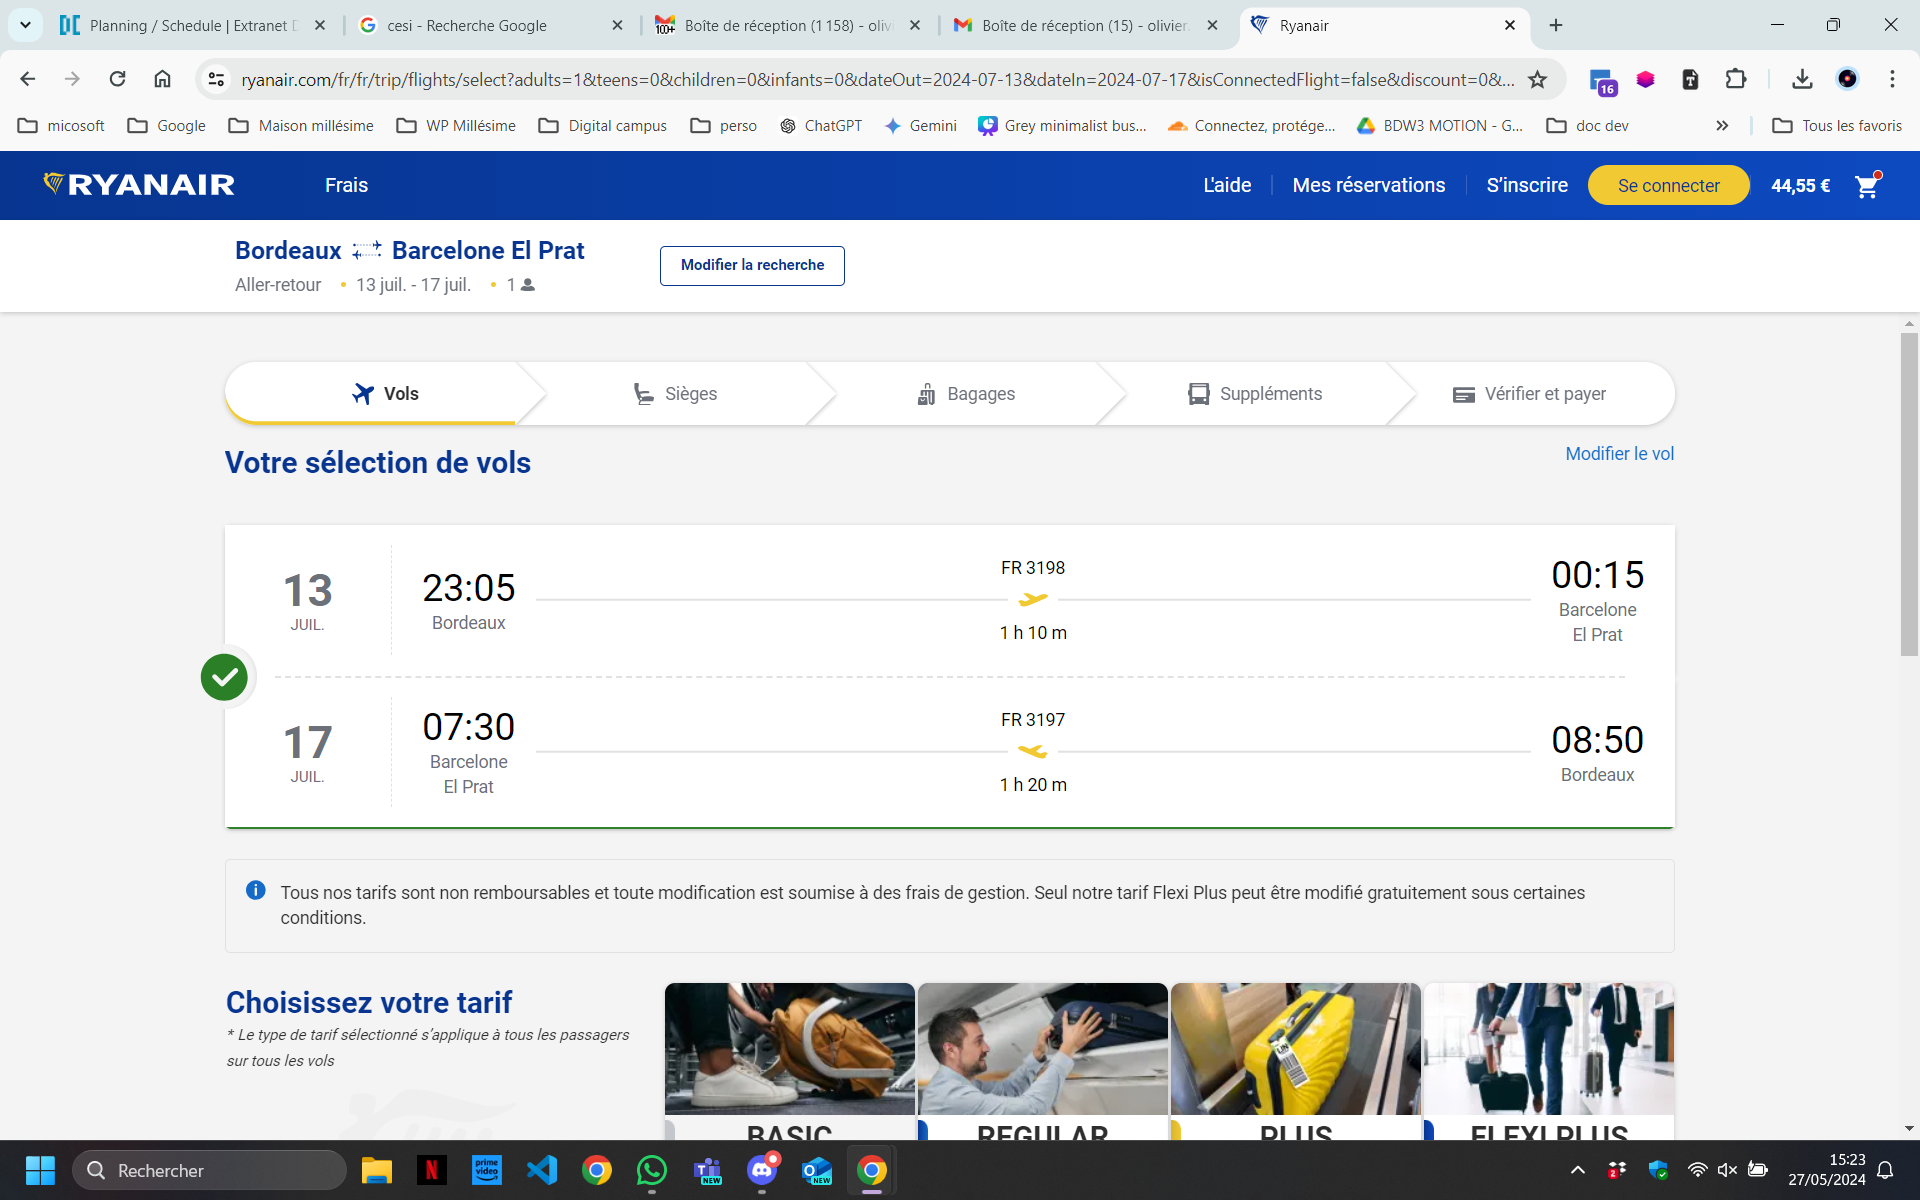 Planning / Schedule | Extranet D
cesi - Recherche Google
100+
Boîte de réception (1 158) - olivi
Boîte de réception (15) - olivier.
Ryanair
ryanair.com/fr/fr/trip/flights/select?adults=1&teens=0&children=0&infants=0&dateOut=2024-07-13&dateIn=2024-07-17&isConnectedFlight=false&discount=0&...
16
micosoft
Google
Maison millésime
WP Millésime
Digital campus
perso
ChatGPT
Gemini
Grey minimalist bus...
Connectez, protége...
BDW3 MOTION - G...
doc dev
Tous les favoris
RYANAIR
Frais
L'aide
Mes réservations
S’inscrire
Se connecter
44,55 €
Bordeaux
Barcelone El Prat
Modifier la recherche
Aller-retour • 13 juil. - 17 juil. • 1
Vols
Sièges
Bagages
Suppléments
Vérifier et payer
Votre sélection de vols
Modifier le vol
13
JUIL.
23:05
Bordeaux
FR 3198
1 h 10 m
00:15
Barcelone
El Prat
17
JUIL.
07:30
Barcelone
El Prat
FR 3197
1 h 20 m
08:50
Bordeaux
Tous nos tarifs sont non remboursables et toute modification est soumise à des frais de gestion. Seul notre tarif Flexi Plus peut être modifié gratuitement sous certaines
conditions.
Choisissez votre tarif
* Le type de tarif sélectionné s’applique à tous les passagers
sur tous les vols
BASIC
REGULAR
PLUS
FLEXI PLUS
Rechercher
prime
video
NEW
NEW
2
15:23
27/05/2024